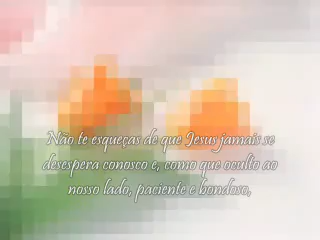 Não te esqueças de que Jesus jamais se
desespera conosco e, como que oculto ao
nosso lado, paciente e bondoso,